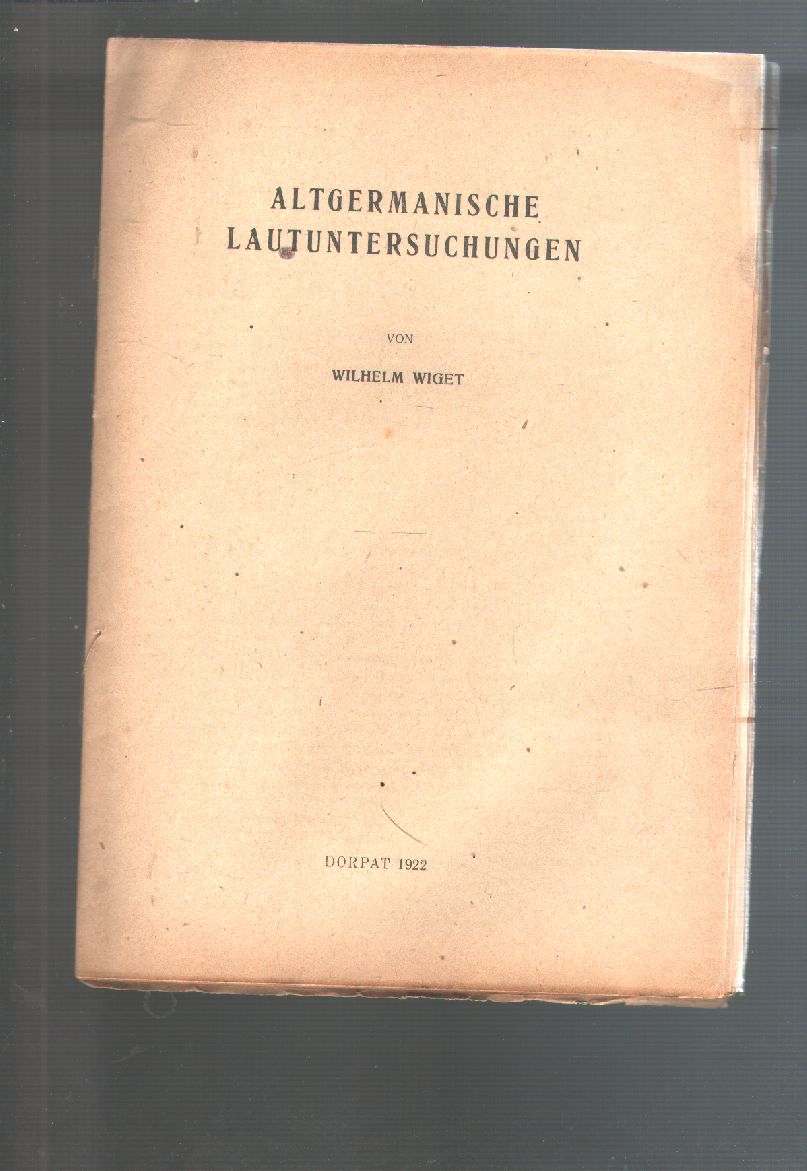 ALTGERMANISCHE
LAUTUNTERSUCHUNGEN
VON
WILHELM WIGET
DORPAT 1922